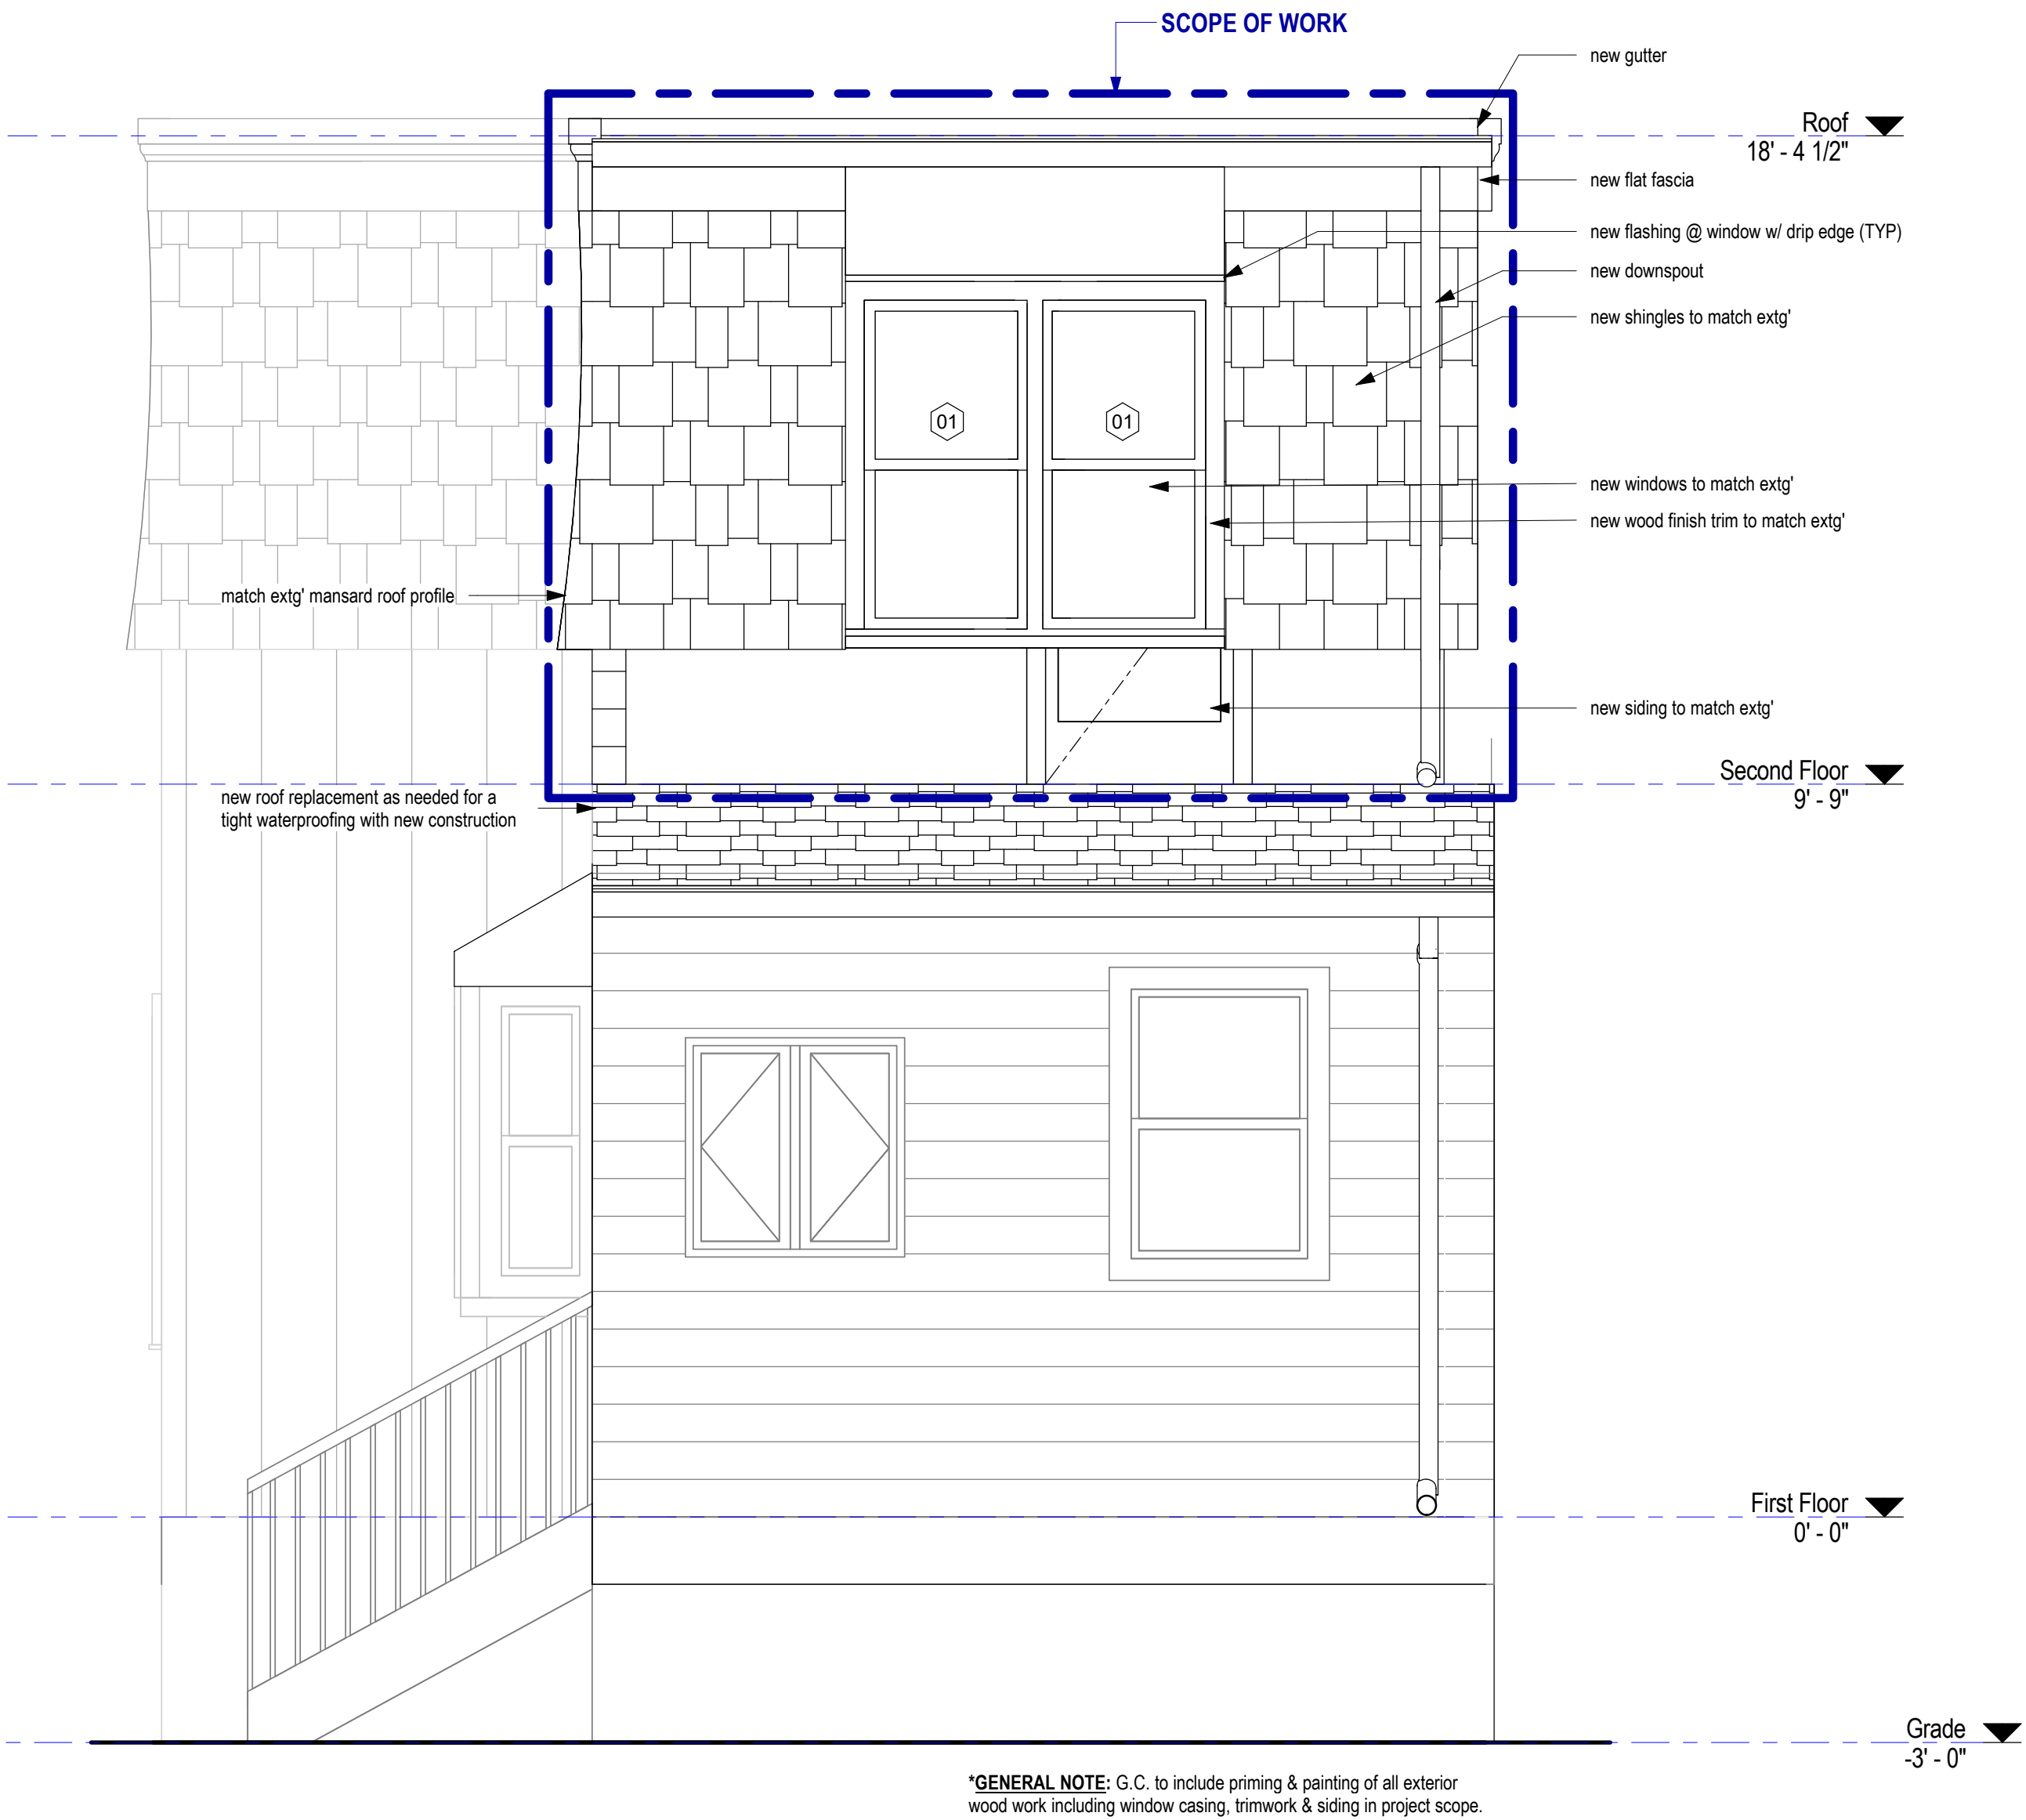 SCOPE OF WORK
new gutter
Roof
18' - 4 1/2"
new flat fascia
new flashing @ window w/ drip edge (TYP)
new downspout
new shingles to match extg'
01
01
new windows to match extg'
new wood finish trim to match extg'
match extg' mansard roof profile
new siding to match extg'
Second Floor
9' - 9"
new roof replacement as needed for a
tight waterproofing with new construction
First Floor
0' - 0"
Grade
-3' - 0"
*GENERAL NOTE: G.C. to include priming & painting of all exterior
wood work including window casing, trimwork & siding in project scope.